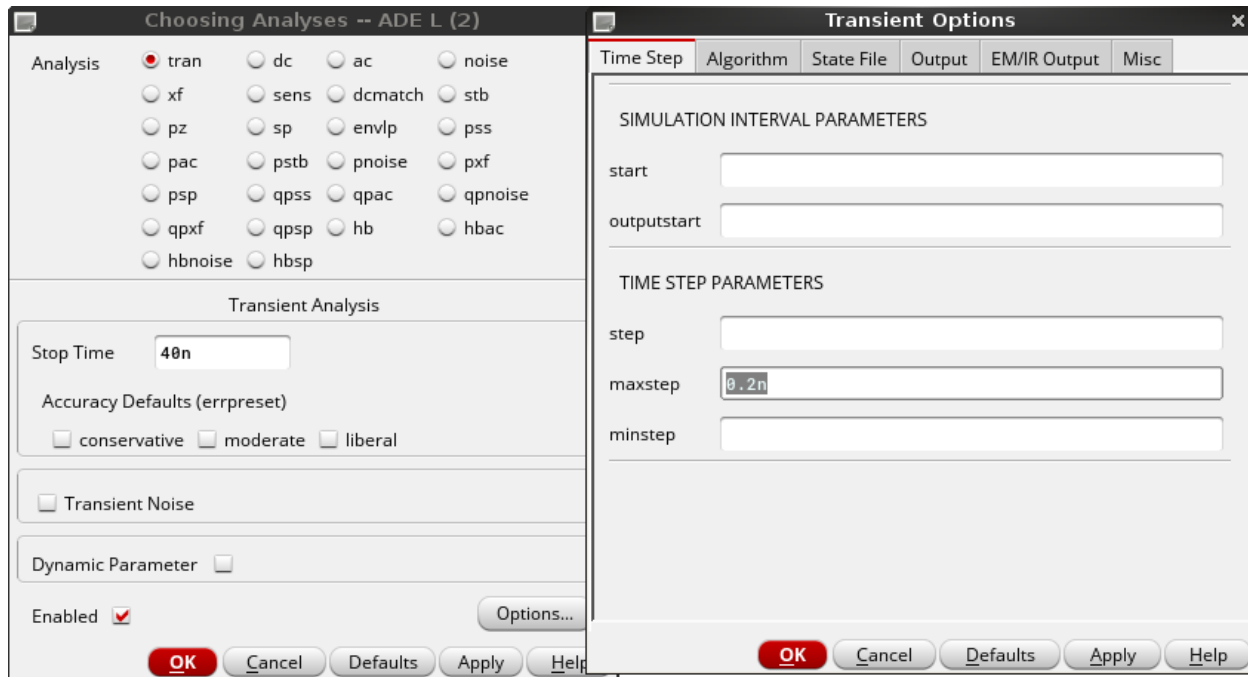 Choosing Analyses -- ADE L (2)
Analysis
tran dc ac noise
xf sens dcmatch stb
pz sp envlp pss
pac pstb pnoise pxf
psp qpss qpac qpnoise
qpxf qpsp hb hbac
hbnoise hbsp
Transient Analysis
Stop Time 40n
Accuracy Defaults (errpreset)
conservative moderate liberal
Transient Noise
Dynamic Parameter
Enabled Options...
OK Cancel Defaults Apply Help
Transient Options
Time Step Algorithm State File Output EM/IR Output Misc
SIMULATION INTERVAL PARAMETERS
start
outputstart
TIME STEP PARAMETERS
step
maxstep 0.2n
minstep
OK Cancel Defaults Apply Help